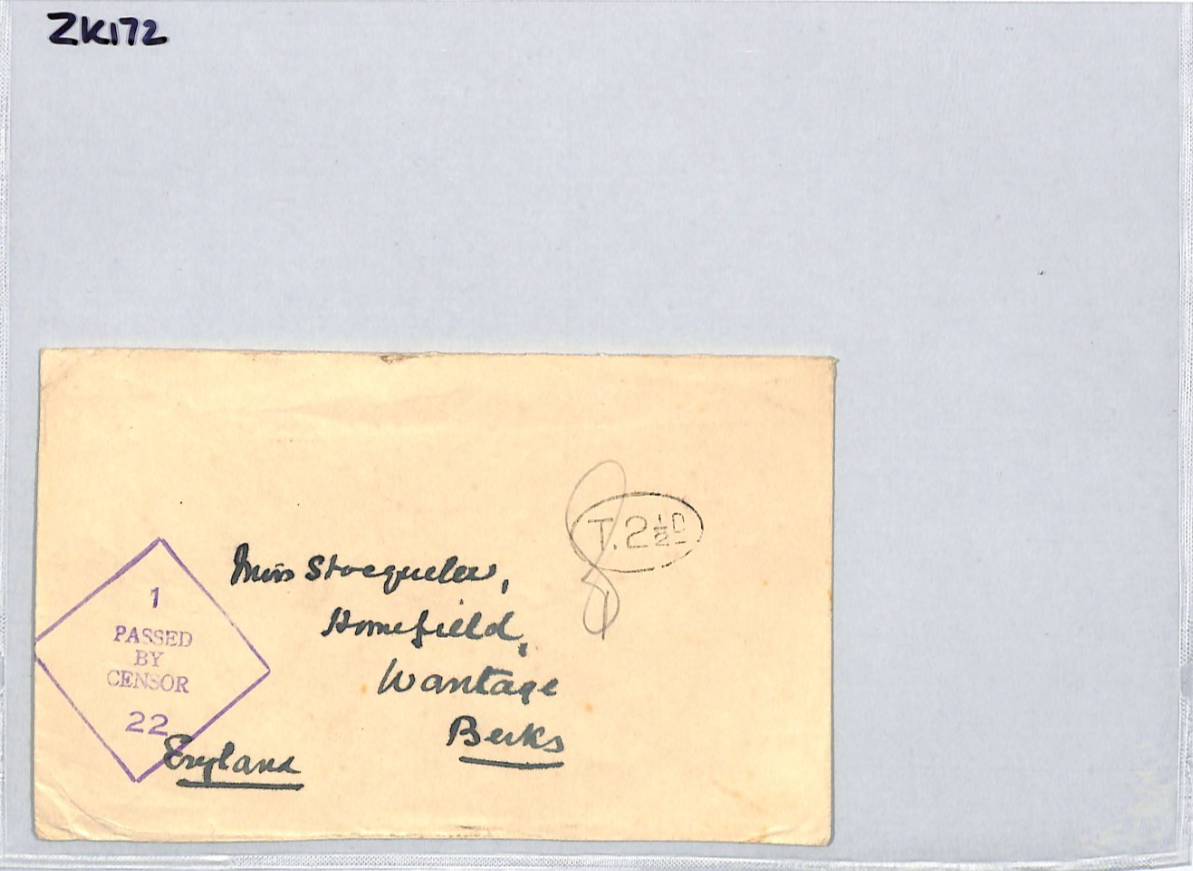 ZK172
T. 2½D
Miss Stocqueler,
Homefield,
Wantage
Berks
England
1
PASSED
BY
CENSOR
22